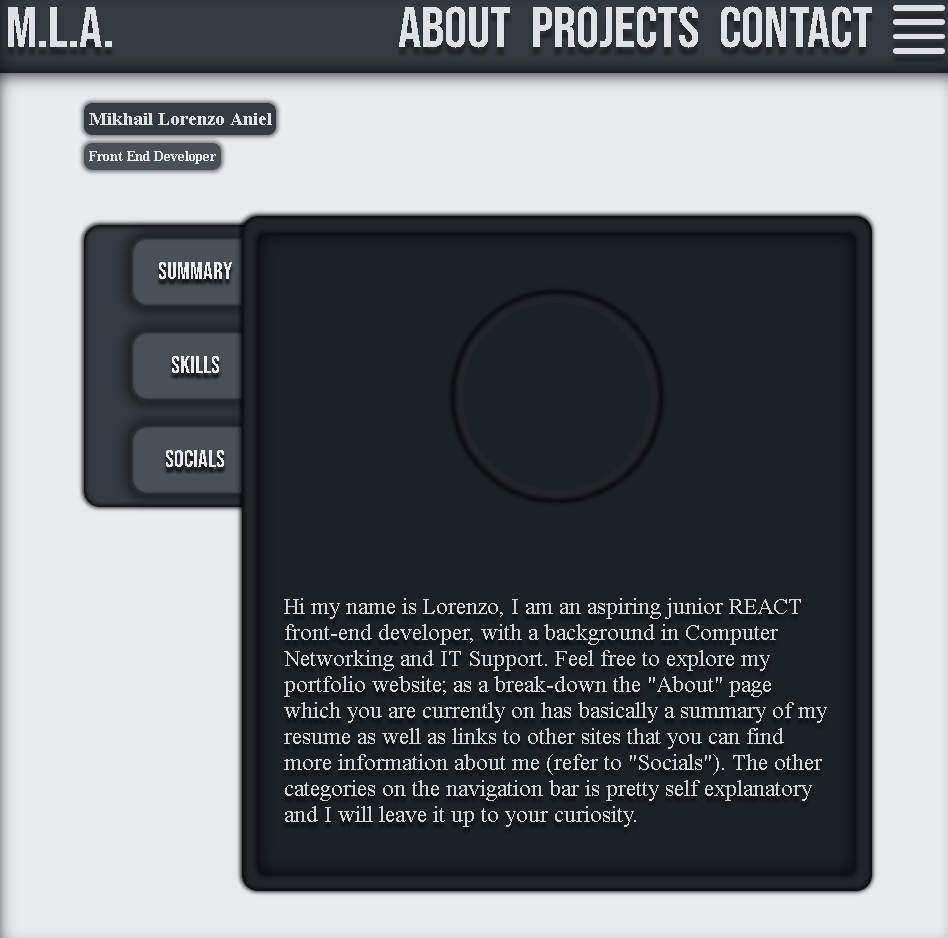 M.L.A. ABOUT PROJECTS CONTACT
Mikhail Lorenzo Aniel
Front End Developer
SUMMARY
SKILLS
SOCIALS
Hi my name is Lorenzo, I am an aspiring junior REACT
front-end developer, with a background in Computer
Networking and IT Support. Feel free to explore my
portfolio website; as a break-down the "About" page
which you are currently on has basically a summary of my
resume as well as links to other sites that you can find
more information about me (refer to "Socials"). The other
categories on the navigation bar is pretty self explanatory
and I will leave it up to your curiosity.